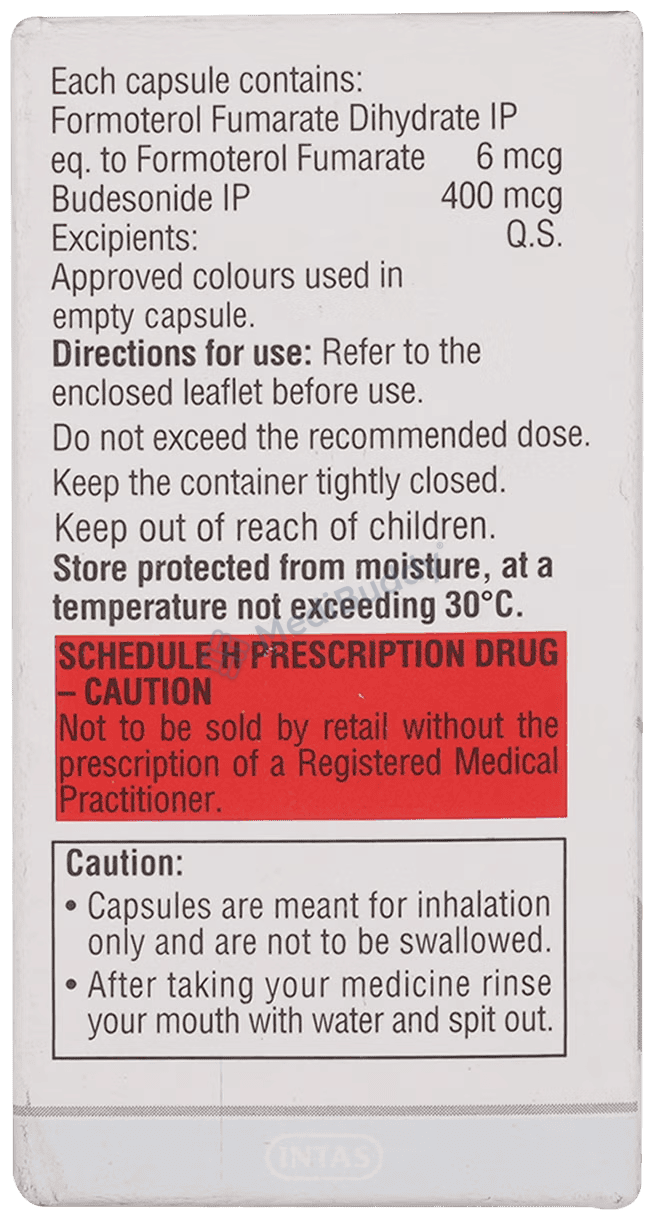 Each capsule contains:
Formoterol Fumarate Dihydrate IP
eq. to Formoterol Fumarate 6 mcg
Budesonide IP 400 mcg
Excipients: Q.S.
Approved colours used in
empty capsule.
Directions for use: Refer to the
enclosed leaflet before use.
Do not exceed the recommended dose.
Keep the container tightly closed.
Keep out of reach of children.
Store protected from moisture, at a
temperature not exceeding 30°C.
MediBuddy
SCHEDULE H PRESCRIPTION DRUG
– CAUTION
Not to be sold by retail without the
prescription of a Registered Medical
Practitioner.
Caution:
• Capsules are meant for inhalation
only and are not to be swallowed.
• After taking your medicine rinse
your mouth with water and spit out.
INTAS